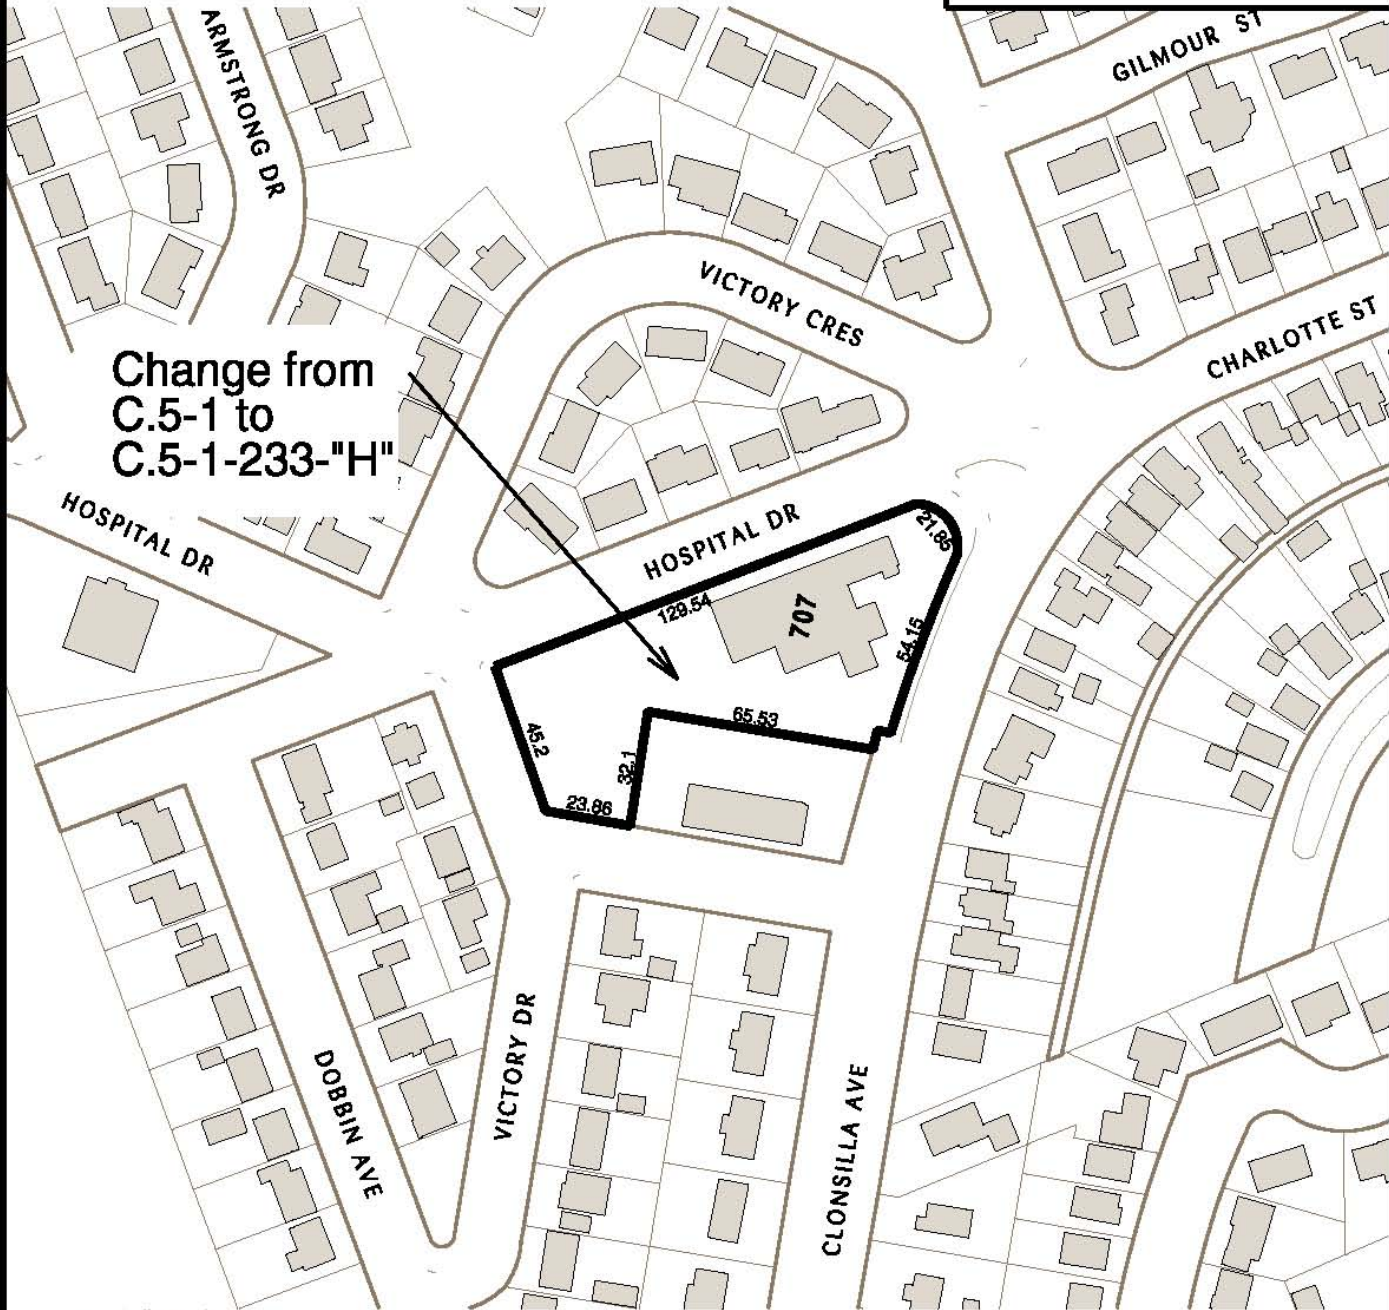 ARMSTRONG DR
GILMOUR ST
VICTORY CRES
CHARLOTTE ST
Change from
C.5-1 to
C.5-1-233-"H"
HOSPITAL DR
HOSPITAL DR
21.85
129.54
707
54.15
65.53
45.2
32.1
23.86
VICTORY DR
DOBBIN AVE
CLONSILLA AVE